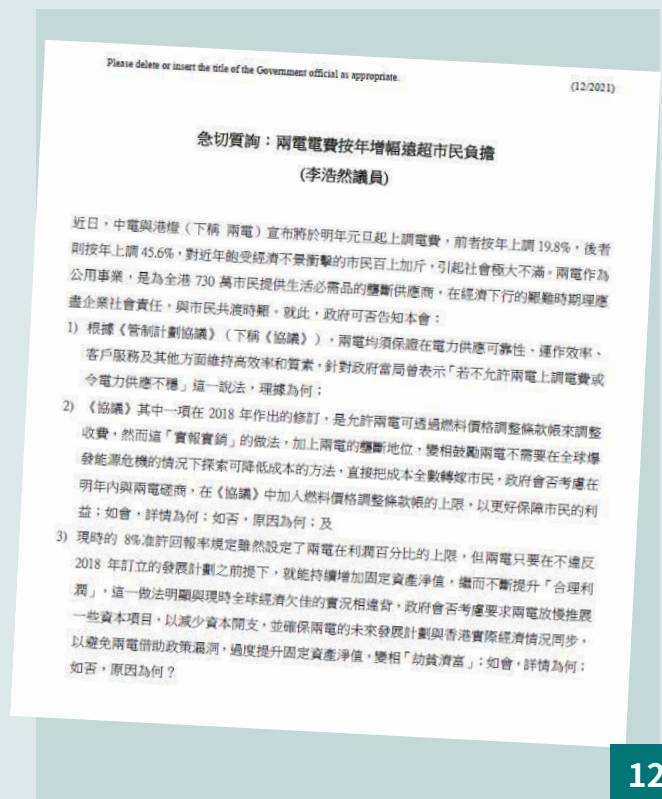 Please delete or insert the title of the Government official as appropriate.
(12/2021)
急切質詢：兩電電費按年增幅遠超市民負擔
(李浩然議員)
近日，中電與港燈（下稱 兩電）宣布將於明年元旦起上調電費，前者按年上調 19.8%，後者
則按年上調 45.6%，對近年飽受經濟不景衝擊的市民百上加斤，引起社會極大不滿。兩電作為
公用事業，是為全港 730 萬市民提供生活必需品的壟斷供應商，在經濟下行的艱難時期理應
盡企業社會責任，與市民共渡時艱。就此，政府可否告知本會：
1) 根據《管制計劃協議》（下稱《協議》），兩電均須保證在電力供應可靠性、運作效率、
客戶服務及其他方面維持高效率和質素，針對政府當局曾表示「若不允許兩電上調電費或
令電力供應不穩」這一說法，理據為何；
2) 《協議》其中一項在 2018 年作出的修訂，是允許兩電可透過燃料價格調整條款帳來調整
收費，然而這「實報實銷」的做法，加上兩電的壟斷地位，變相鼓勵兩電不需要在全球爆
發能源危機的情況下探索可降低成本的方法，直接把成本全數轉嫁市民，政府會否考慮在
明年內與兩電磋商，在《協議》中加入燃料價格調整條款帳的上限，以更好保障市民的利
益；如會，詳情為何；如否，原因為何；及
3) 現時的 8%准許回報率規定雖然設定了兩電在利潤百分比的上限，但兩電只要在不違反
2018 年訂立的發展計劃之前提下，就能持續增加固定資產淨值，繼而不斷提升「合理利
潤」，這一做法明顯與現時全球經濟欠佳的實況相違背，政府會否考慮要求兩電放慢推展
一些資本項目，以減少資本開支，並確保兩電的未來發展計劃與香港實際經濟情況同步，
以避免兩電借助政策漏洞，過度提升固定資產淨值，變相「劫貧濟富」；如會，詳情為何；
如否，原因為何？
12